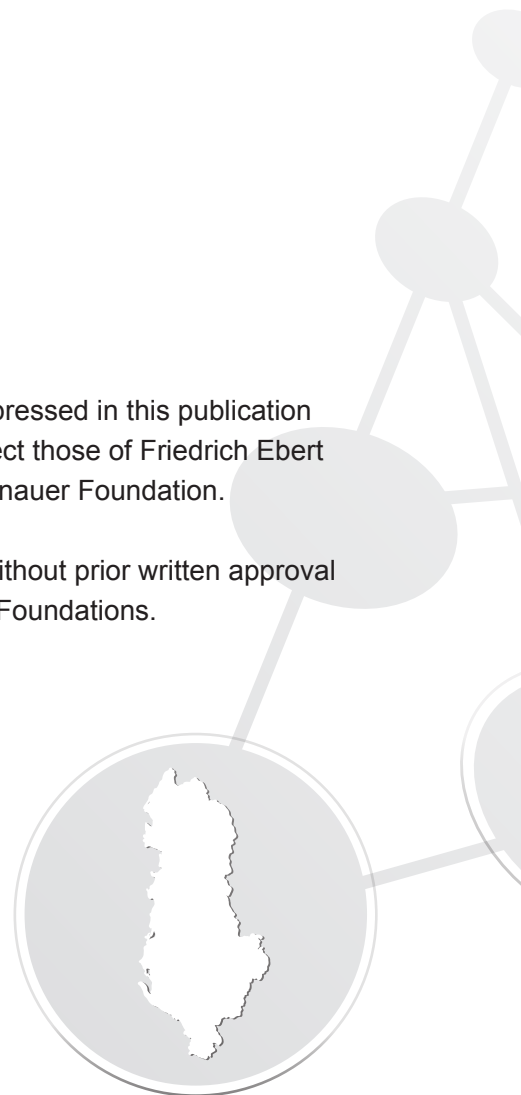 pressed in this publication
ect those of Friedrich Ebert
nauer Foundation.
ithout prior written approval
Foundations.